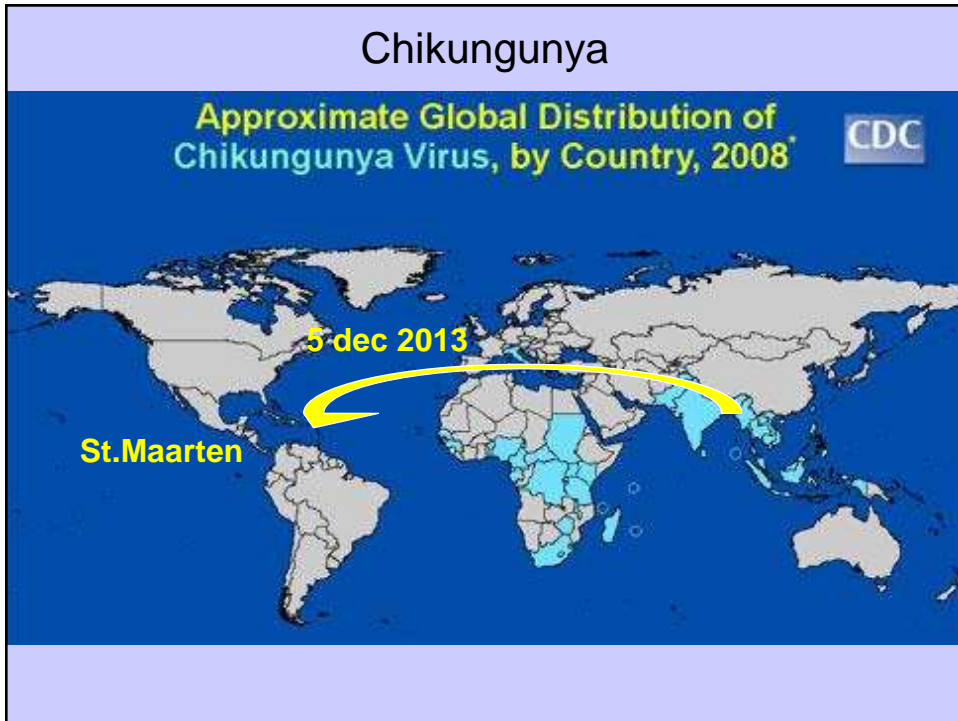 Chikungunya
Approximate Global Distribution of
Chikungunya Virus, by Country, 2008*
CDC
5 dec 2013
St.Maarten